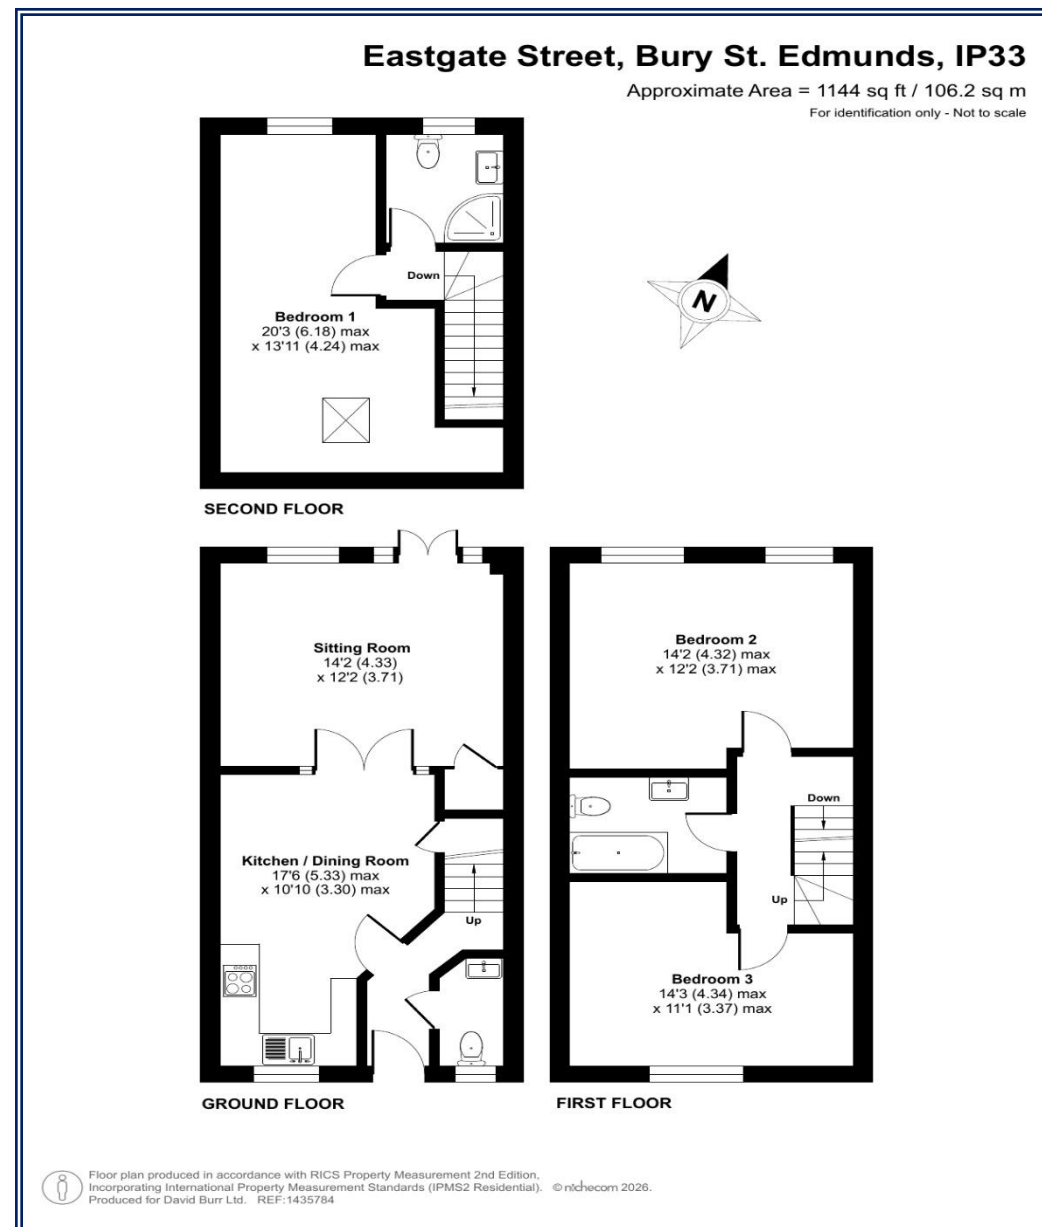 Eastgate Street, Bury St. Edmunds, IP33
Approximate Area = 1144 sq ft / 106.2 sq m
For identification only - Not to scale
Down
Bedroom 1
20'3 (6.18) max
x 13'11 (4.24) max
N
SECOND FLOOR
Sitting Room
14'2 (4.33)
x 12'2 (3.71)
Kitchen / Dining Room
17'6 (5.33) max
x 10'10 (3.30) max
Up
GROUND FLOOR
Bedroom 2
14'2 (4.32) max
x 12'2 (3.71) max
Down
Up
Bedroom 3
14'3 (4.34) max
x 11'1 (3.37) max
FIRST FLOOR
Floor plan produced in accordance with RICS Property Measurement 2nd Edition,
Incorporating International Property Measurement Standards (IPMS2 Residential). © nichecom 2026.
Produced for David Burr Ltd. REF:1435784